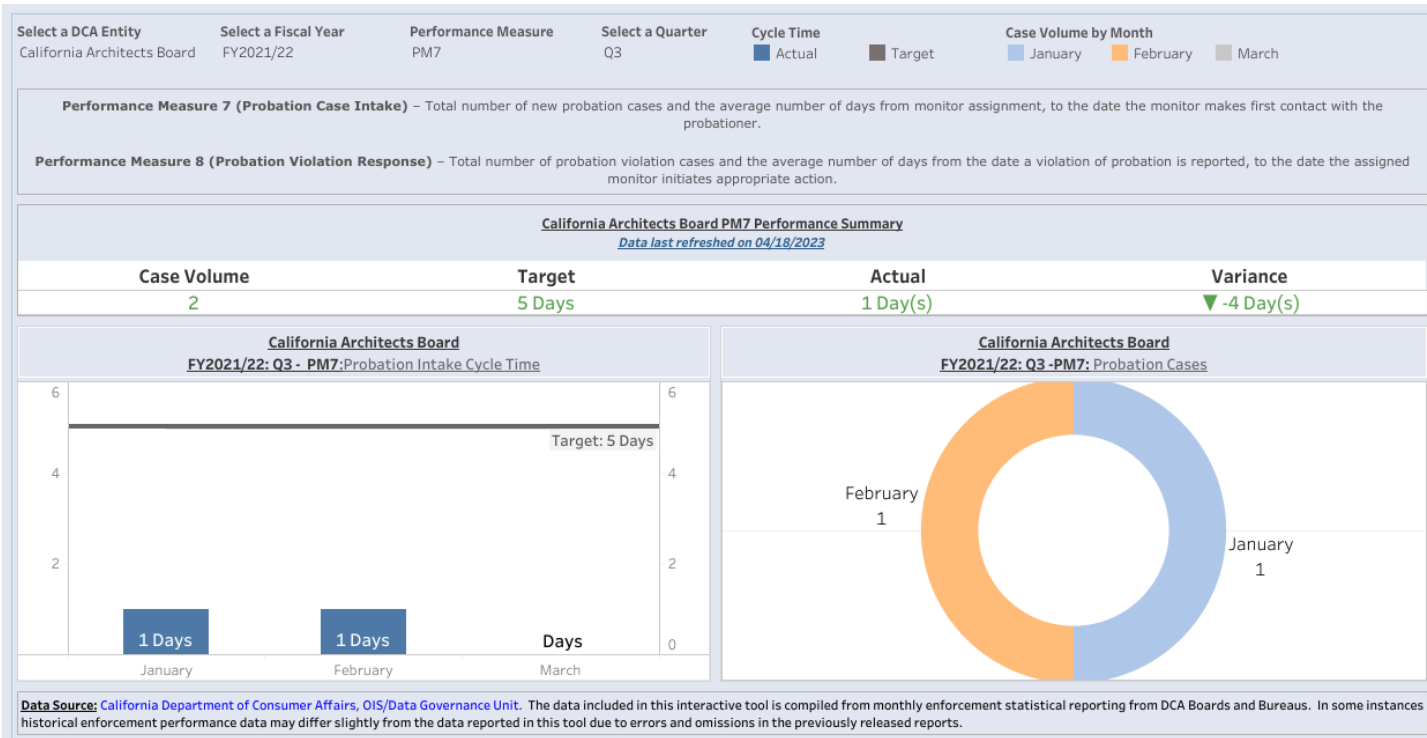 Select a DCA Entity Select a Fiscal Year Performance Measure Select a Quarter Cycle Time Case Volume by Month
California Architects Board FY2021/22 PM7 Q3 Actual Target January February March
Performance Measure 7 (Probation Case Intake) – Total number of new probation cases and the average number of days from monitor assignment, to the date the monitor makes first contact with the
probationer.
Performance Measure 8 (Probation Violation Response) – Total number of probation violation cases and the average number of days from the date a violation of probation is reported, to the date the assigned
monitor initiates appropriate action.
California Architects Board PM7 Performance Summary
Data last refreshed on 04/18/2023
Case Volume Target Actual Variance
2 5 Days 1 Day(s) ▼ -4 Day(s)
California Architects Board
FY2021/22: Q3 - PM7:Probation Intake Cycle Time
6 6
Target: 5 Days
4 4
2 2
1 Days 1 Days Days 0
January February March
California Architects Board
FY2021/22: Q3 -PM7: Probation Cases
February
1
January
1
Data Source: California Department of Consumer Affairs, OIS/Data Governance Unit. The data included in this interactive tool is compiled from monthly enforcement statistical reporting from DCA Boards and Bureaus. In some instances
historical enforcement performance data may differ slightly from the data reported in this tool due to errors and omissions in the previously released reports.